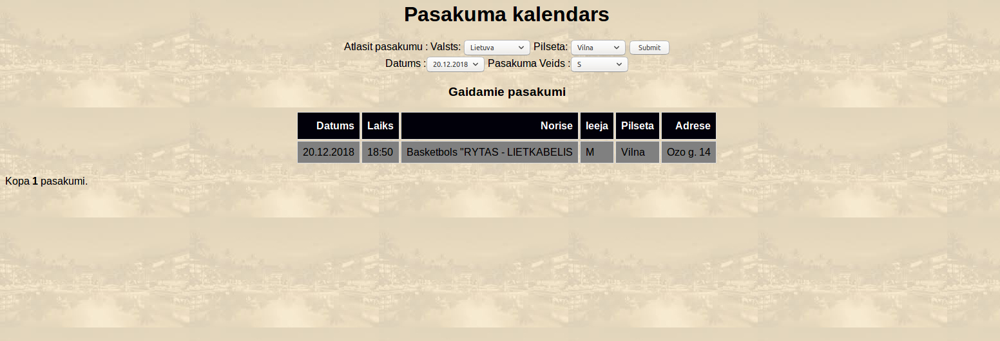 Pasakuma kalendars
Atlasit pasakumu : Valsts: Lietuva Pilseta: Vilna Submit
Datums : 20.12.2018 Pasakuma Veids : S
Gaidamie pasakumi
Datums Laiks Norise Ieeja Pilseta Adrese
20.12.2018 18:50 Basketbols "RYTAS - LIETKABELIS M Vilna Ozo g. 14
Kopa 1 pasakumi.